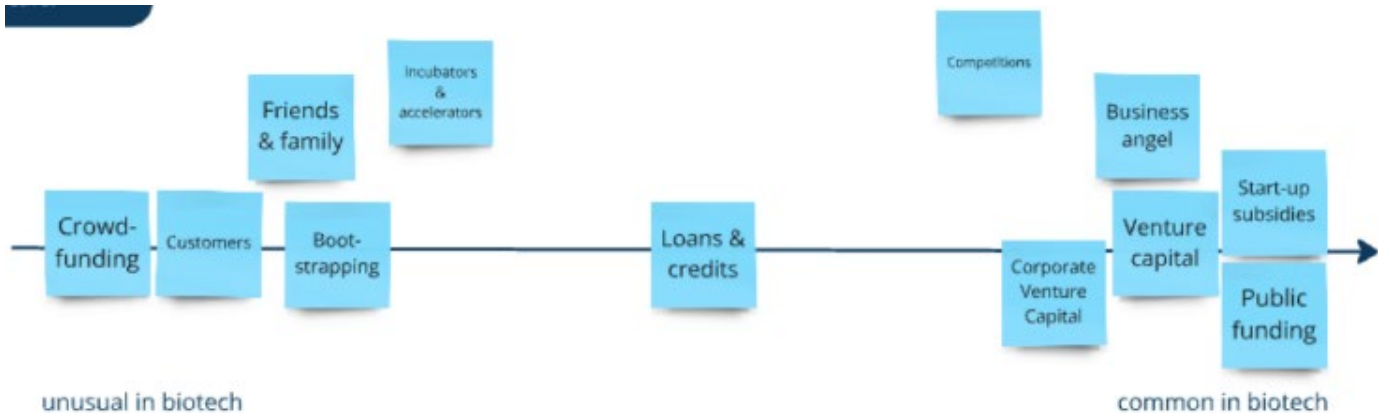 Incubators
&
accelerators
Competitions
Friends
& family
Business
angel
Start-up
subsidies
Crowd-
funding
Customers
Boot-
strapping
Loans &
credits
Venture
capital
Corporate
Venture
Capital
Public
funding
unusual in biotech
common in biotech